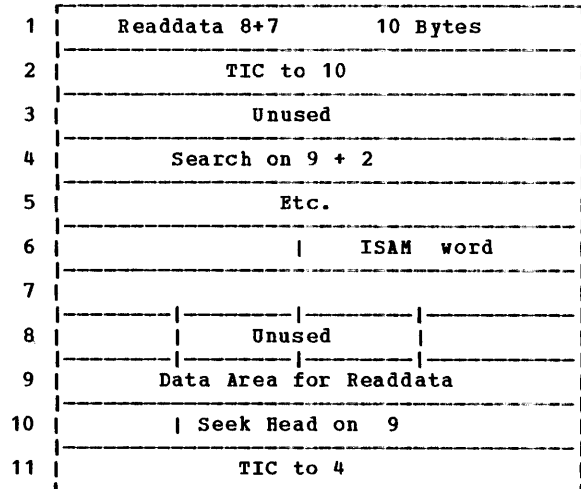 1 Readdata 8+7 10 Bytes
2 TIC to 10
3 Unused
4 Search on 9 + 2
5 Etc.
6 | ISAM word
7
8 | Unused |
9 Data Area for Readdata
10 | Seek Head on 9
11 TIC to 4